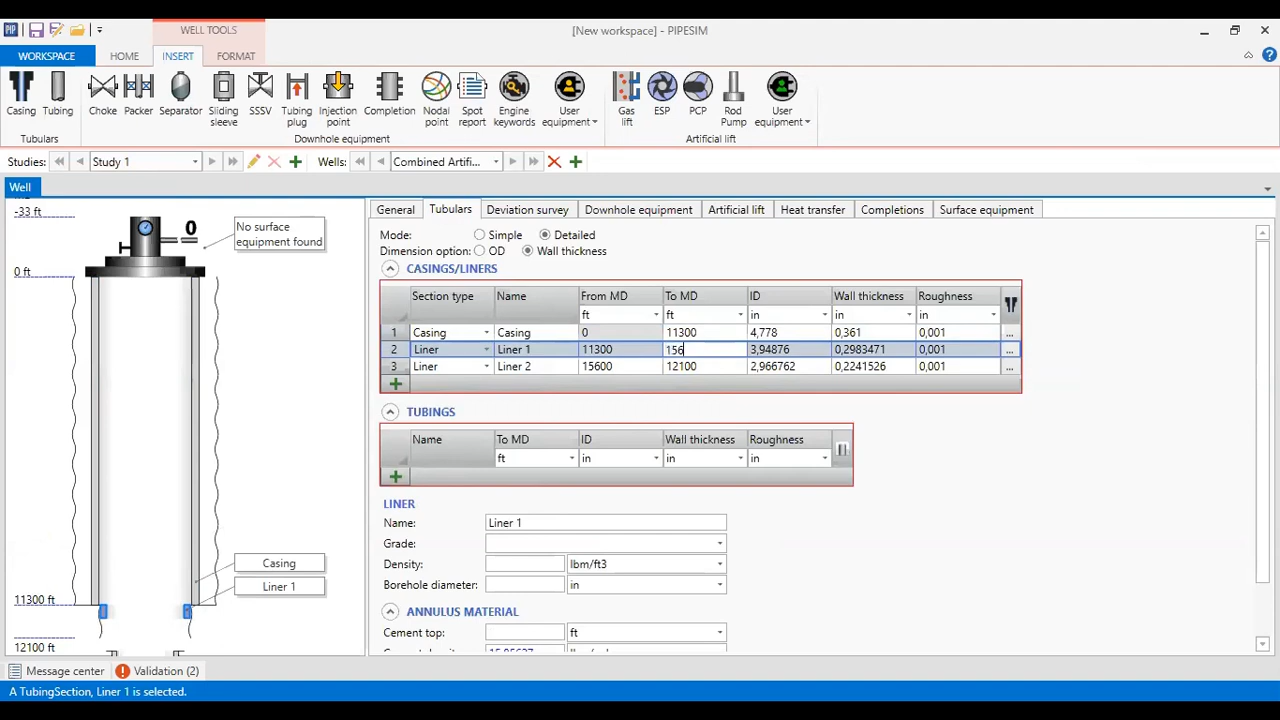 WELL TOOLS
[New workspace] - PIPESIM
WORKSPACE HOME INSERT FORMAT
Casing Tubing Choke Packer Separator Sliding sleeve SSSV Tubing plug Injection point Completion Nodal point Spot report Engine keywords User equipment Gas lift ESP PCP Rod Pump User equipment
Tubulars Downhole equipment Artificial lift
Studies: Study 1 Wells: Combined Artifi...
Well
-33 ft
0
No surface
equipment found
0 ft
Casing
Liner 1
11300 ft
12100 ft
General Tubulars Deviation survey Downhole equipment Artificial lift Heat transfer Completions Surface equipment
Mode: Simple Detailed
Dimension option: OD Wall thickness
CASINGS/LINERS
Section type Name From MD To MD ID Wall thickness Roughness
ft ft in in in
1 Casing Casing 0 11300 4,778 0,361 0,001 ...
2 Liner Liner 1 11300 156 3,94876 0,2983471 0,001 ...
3 Liner Liner 2 15600 12100 2,966762 0,2241526 0,001 ...
TUBINGS
Name To MD ID Wall thickness Roughness
ft in in in
LINER
Name: Liner 1
Grade:
Density: lbm/ft3
Borehole diameter: in
ANNULUS MATERIAL
Cement top: ft
Message center Validation (2)
A TubingSection, Liner 1 is selected.